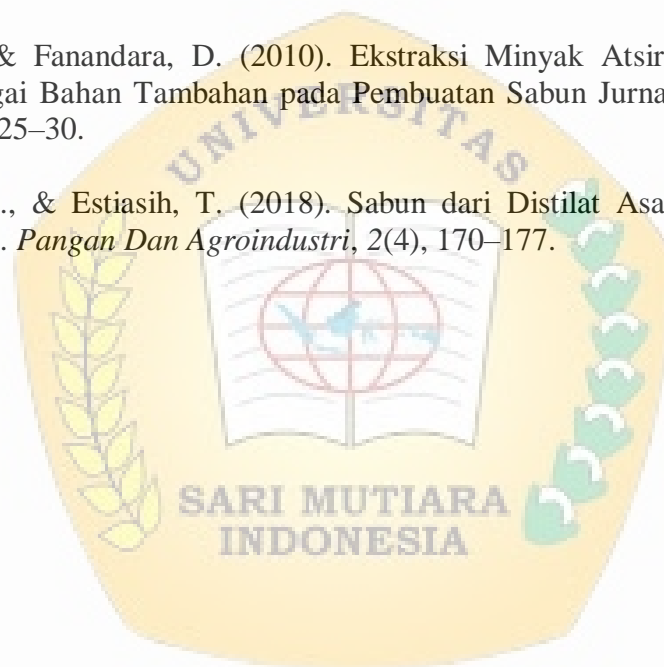 & Fanandara, D. (2010). Ekstraksi Minyak Atsir
gai Bahan Tambahan pada Pembuatan Sabun Jurna
25–30.
UNIVERSITAS
., & Estiasih, T. (2018). Sabun dari Distilat Asa
. Pangan Dan Agroindustri, 2(4), 170–177.
SARI MUTIARA
INDONESIA